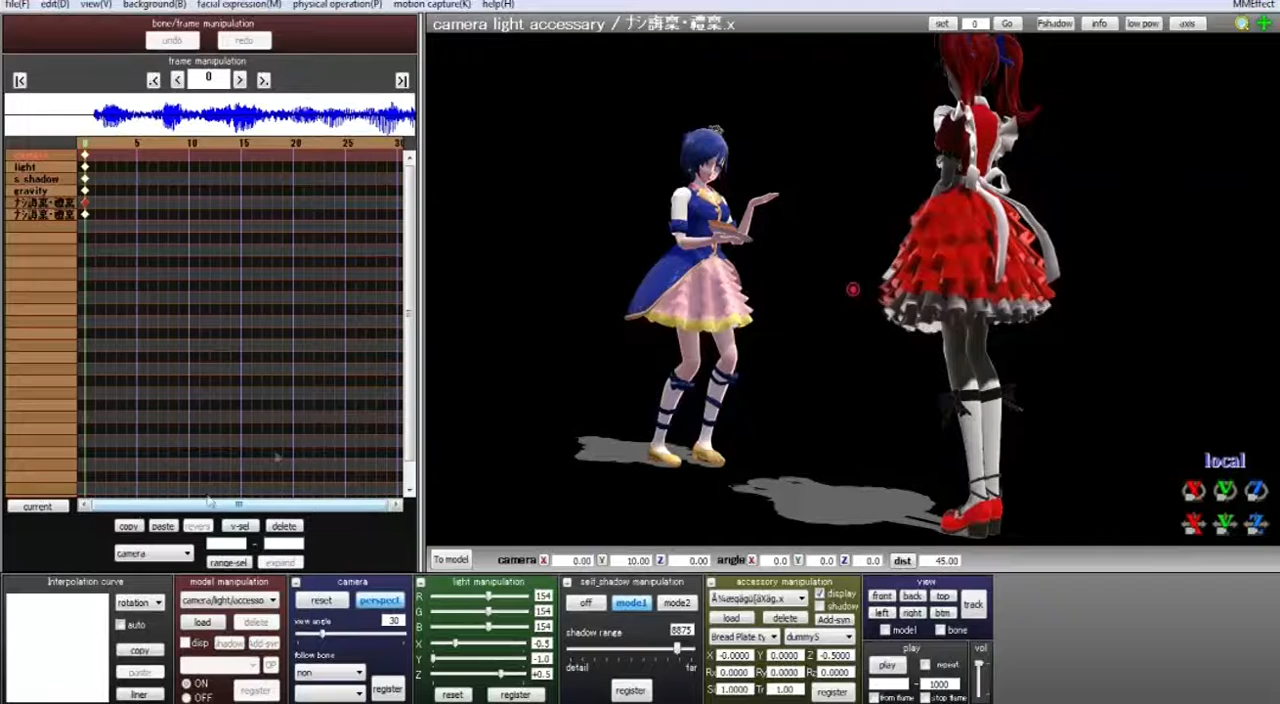 file(F) edit(D) view(V) background(B) facial expression(M) physical operation(P) motion capture(K) help(H) MMEffect
bone/frame manipulation
undo redo
frame manipulation
.< < 0 > >.
0 5 10 15 20 25 30
camera
light
s shadow
gravity
current
copy paste revers v-sel delete
camera -
range-sel expand
camera light accessary /
set 0 Go Fshadow info low pow axis
local
X Y Z
X Y Z
To model camera X 0.00 Y 10.00 Z 0.00 angle X 0.0 Y 0.0 Z 0.0 dist 45.00
Interpolation curve
rotation
auto
copy
paste
liner
model manipulation
camera/light/accesso
load delete
disp shadow Add-syn
OP
ON
OFF
register
camera
reset perspect
view angle 30
follow bone
non
register
light manipulation
R 154
G 154
B 154
X -0.5
Y -1.0
Z +0.5
reset register
self_shadow manipulation
off mode1 mode2
shadow range 8875
detail far
register
accessory manipulation
display
shadow
load delete Add-syn
Bread Plate ty dummy5
X -0.0000 Y 0.0000 Z -0.5000
Rx 0.0000 Ry 0.0000 Rz 0.0000
Si 1.0000 Tr 1.00 register
view
front back top
left right btm
track
model bone
play
play repeat
- 1000
from flame stop flame
vol